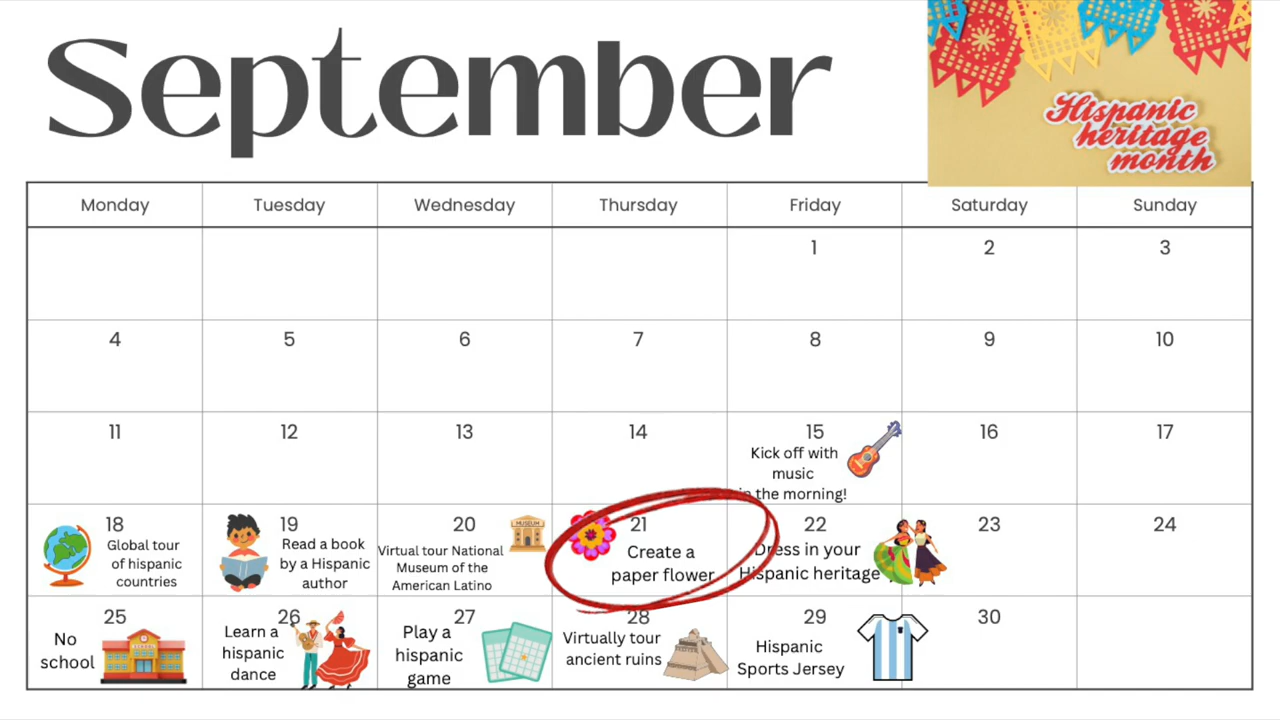 September
Hispanic
heritage
month
Monday Tuesday Wednesday Thursday Friday Saturday Sunday
1 2 3
4 5 6 7 8 9 10
11 12 13 14 15 16 17
Kick off with
music
in the morning!
18 19 20 21 22 23 24
Global tour
of hispanic
countries
Read a book
by a Hispanic
author
MUSEUM
Virtual tour National
Museum of the
American Latino
Create a
paper flower
Dress in your
Hispanic heritage
25 26 27 28 29 30
No
school
SCHOOL
Learn a
hispanic
dance
Play a
hispanic
game
Virtually tour
ancient ruins
Hispanic
Sports Jersey